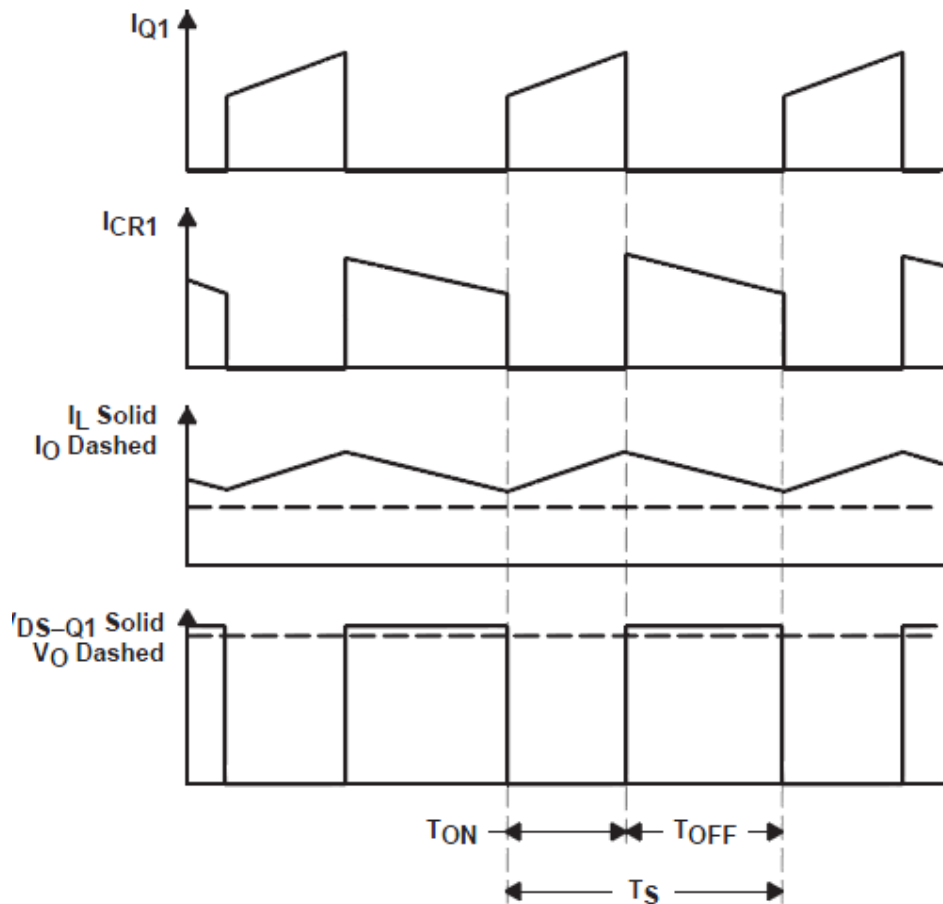 IQ1
ICR1
IL Solid
IO Dashed
DS–Q1 Solid
VO Dashed
TON
TOFF
TS